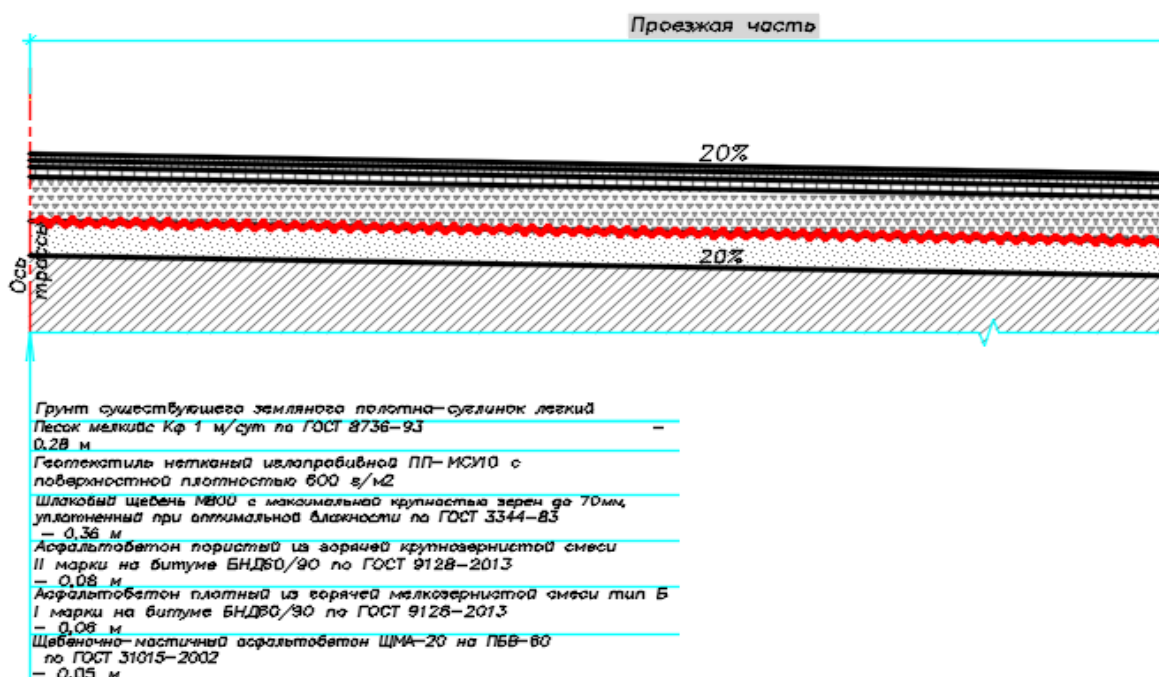 Проезжая часть
20%
20%
Ось
трассы
Грунт существующего земляного полотна-суглинок легкий
Песок мелкийс Кф 1 м/сут по ГОСТ 8736-93 -
0.28 м
Геотекстиль нетканый иглопробивной ПП-МСИ10 с
поверхностной плотностью 600 г/м2
Шлаковый щебень М800 с максимальной крупностью зерен до 70мм,
уплотненный при оптимальной влажности по ГОСТ 3344-83
- 0,36 м
Асфальтобетон пористый из горячей крупнозернистой смеси
II марки на битуме БНД60/90 по ГОСТ 9128-2013
- 0,08 м
Асфальтобетон плотный из горячей мелкозернистой смеси тип Б
I марки на битуме БНД60/90 по ГОСТ 9128-2013
- 0,06 м
Щебеночно-мастичный асфальтобетон ЩМА-20 на ПБВ-60
по ГОСТ 31015-2002
- 0,05 м